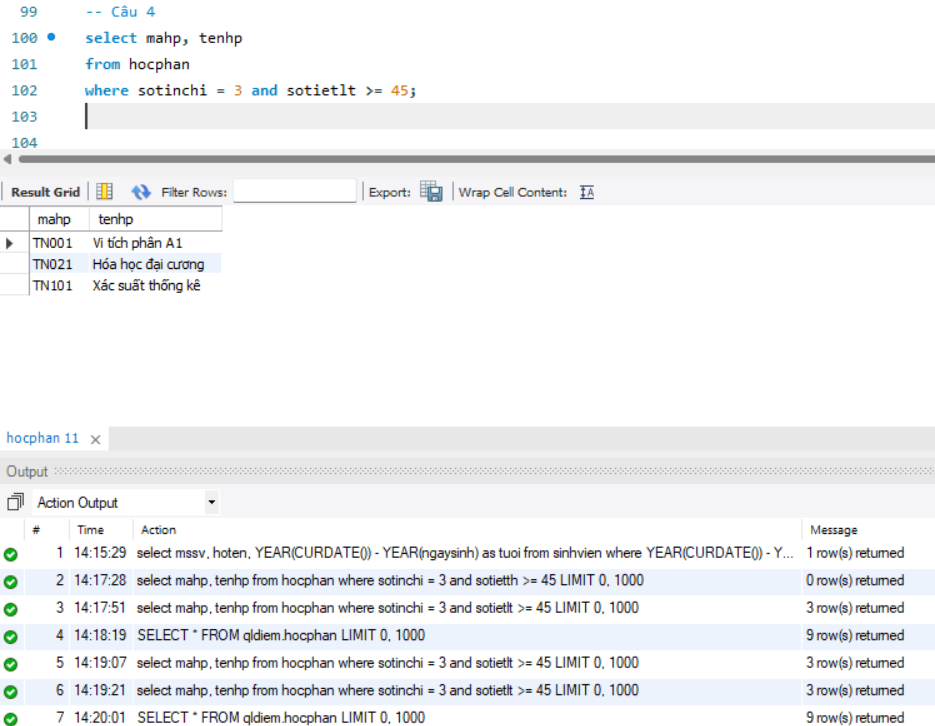 99 -- Câu 4
100 select mahp, tenhp
101 from hocphan
102 where sotinchi = 3 and sotietlt >= 45;
103
104
Result Grid Filter Rows: Export: Wrap Cell Content: IA
mahp tenhp
TN001 Vi tích phân A1
TN021 Hóa học đại cương
TN101 Xác suất thống kê
hocphan 11 ×
Output
Action Output
# Time Action Message
1 14:15:29 select mssv, hoten, YEAR(CURDATE()) - YEAR(ngaysinh) as tuoi from sinhvien where YEAR(CURDATE()) - Y... 1 row(s) returned
2 14:17:28 select mahp, tenhp from hocphan where sotinchi = 3 and sotietth >= 45 LIMIT 0, 1000 0 row(s) returned
3 14:17:51 select mahp, tenhp from hocphan where sotinchi = 3 and sotietlt >= 45 LIMIT 0, 1000 3 row(s) returned
4 14:18:19 SELECT * FROM qldiem.hocphan LIMIT 0, 1000 9 row(s) returned
5 14:19:07 select mahp, tenhp from hocphan where sotinchi = 3 and sotietlt >= 45 LIMIT 0, 1000 3 row(s) returned
6 14:19:21 select mahp, tenhp from hocphan where sotinchi = 3 and sotietlt >= 45 LIMIT 0, 1000 3 row(s) returned
7 14:20:01 SELECT * FROM qldiem.hocphan LIMIT 0, 1000 9 row(s) returned